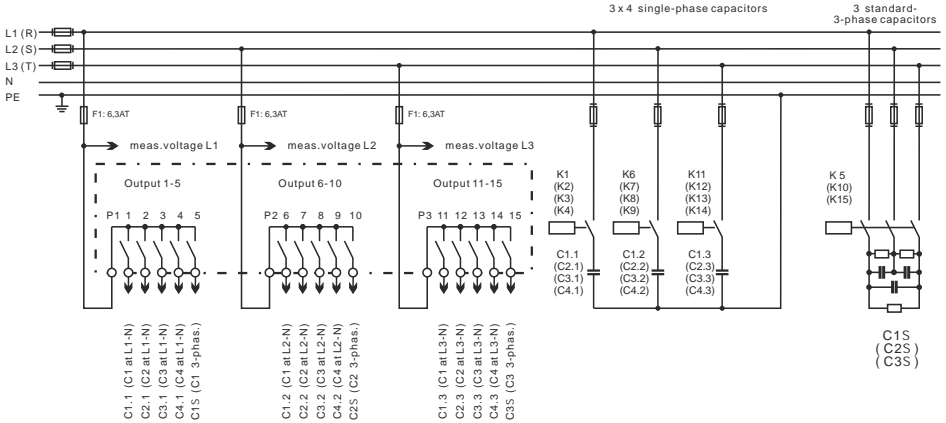 3 x 4 single-phase capacitors
3 standard-
3-phase capacitors
L1 (R)
L2 (S)
L3 (T)
N
PE
F1: 6,3AT
F1: 6,3AT
F1: 6,3AT
meas.voltage L1
meas.voltage L2
meas.voltage L3
Output 1-5
Output 6-10
Output 11-15
P1 1 2 3 4 5
P2 6 7 8 9 10
P3 11 12 13 14 15
K1
(K2)
(K3)
(K4)
K6
(K7)
(K8)
(K9)
K11
(K12)
(K13)
(K14)
K 5
(K10)
(K15)
C1.1
(C2.1)
(C3.1)
(C4.1)
C1.2
(C2.2)
(C3.2)
(C4.2)
C1.3
(C2.3)
(C3.3)
(C4.3)
C1S
(C2S)
(C3S)
C1.1 (C1 at L1-N)
C2.1 (C2 at L1-N)
C3.1 (C3 at L1-N)
C4.1 (C4 at L1-N)
C1S (C1 3-phas.)
C1.2 (C1 at L2-N)
C2.2 (C2 at L2-N)
C3.2 (C3 at L2-N)
C4.2 (C4 at L2-N)
C2S (C2 3-phas.)
C1.3 (C1 at L3-N)
C2.3 (C2 at L3-N)
C3.3 (C3 at L3-N)
C4.3 (C4 at L3-N)
C3S (C3 3-phas.)